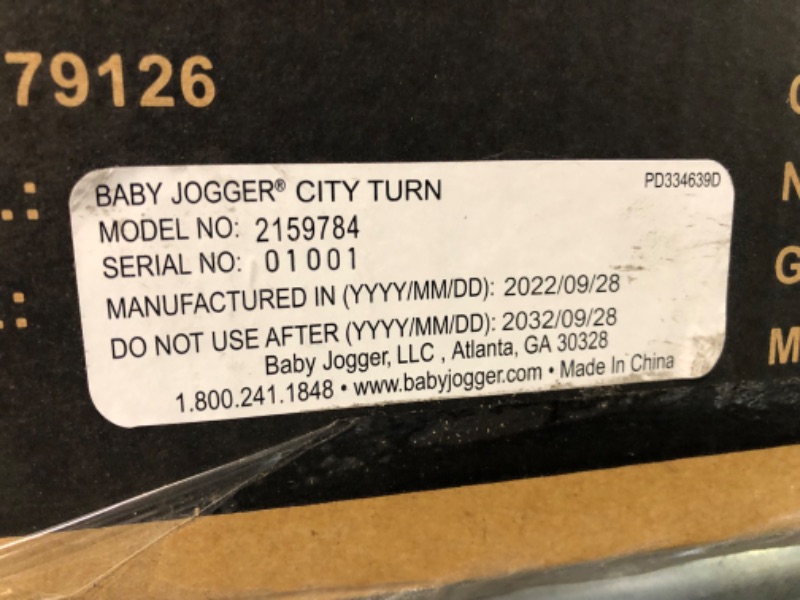 79126
BABY JOGGER® CITY TURN
PD334639D
MODEL NO: 2159784
SERIAL NO: 01001
MANUFACTURED IN (YYYY/MM/DD): 2022/09/28
DO NOT USE AFTER (YYYY/MM/DD): 2032/09/28
Baby Jogger, LLC , Atlanta, GA 30328
1.800.241.1848 • www.babyjogger.com • Made In China